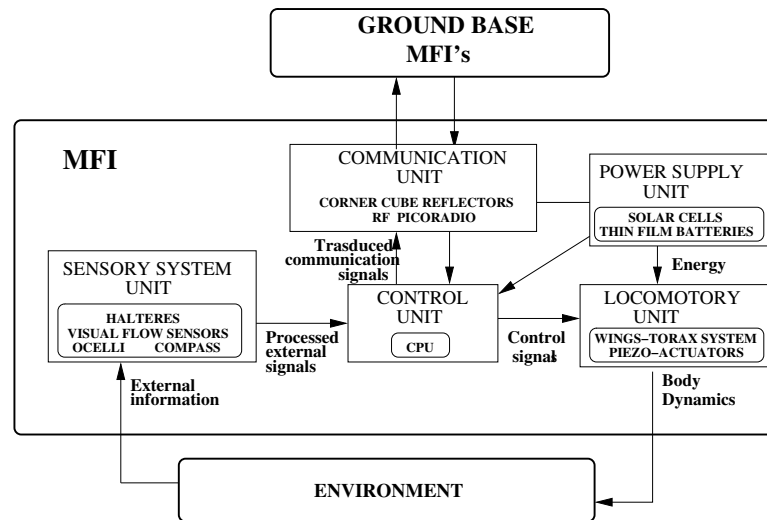 GROUND BASE
MFI's
MFI
COMMUNICATION
UNIT
CORNER CUBE REFLECTORS
RF PICORADIO
POWER SUPPLY
UNIT
SOLAR CELLS
THIN FILM BATTERIES
Trasduced
communication
signals
Energy
SENSORY SYSTEM
UNIT
HALTERES
VISUAL FLOW SENSORS
OCELLI COMPASS
Processed
external
signals
CONTROL
UNIT
CPU
Control
signals
LOCOMOTORY
UNIT
WINGS-TORAX SYSTEM
PIEZO-ACTUATORS
External
information
Body
Dynamics
ENVIRONMENT